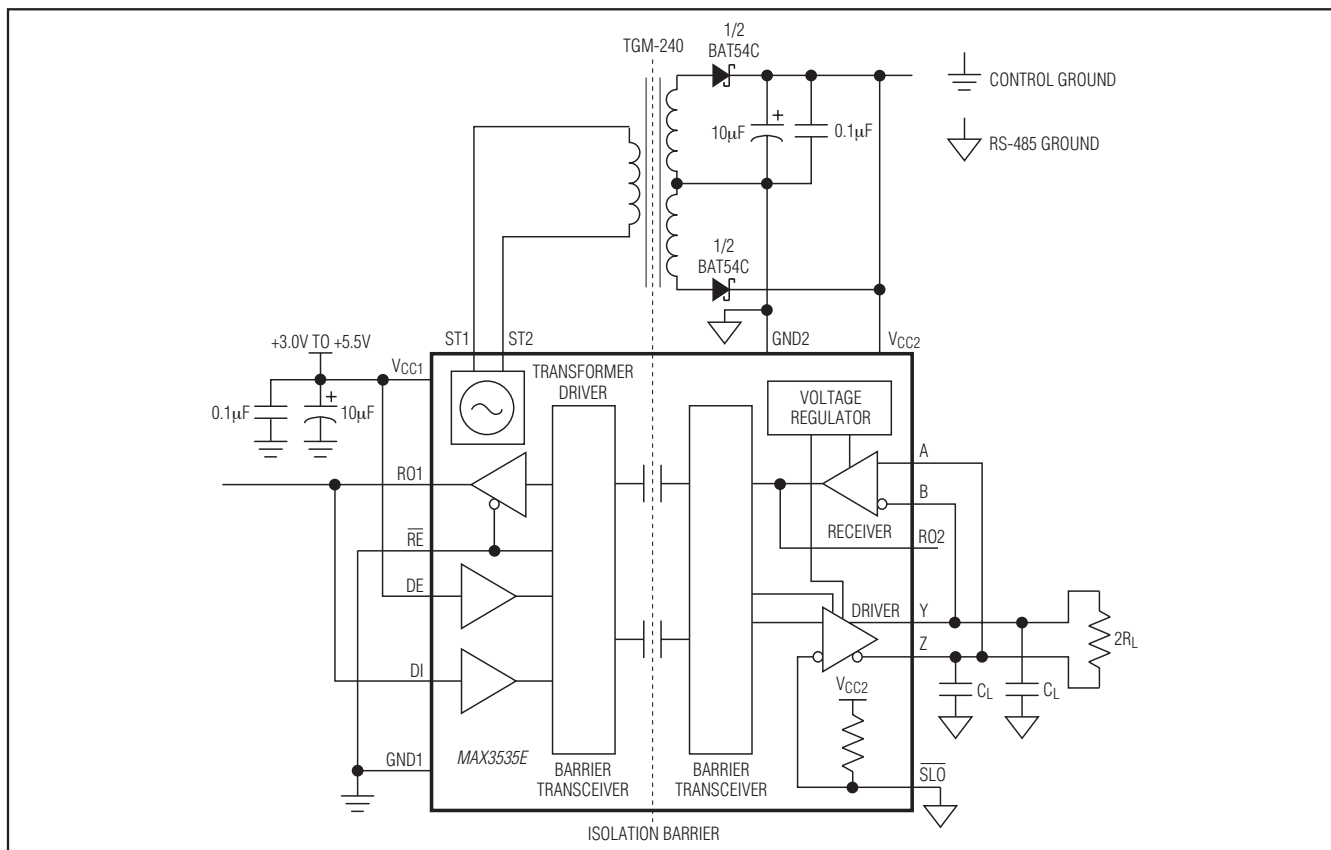 1/2
BAT54C
TGM-240
10µF
+
0.1µF
CONTROL GROUND
RS-485 GROUND
1/2
BAT54C
ST1
ST2
GND2
VCC2
+3.0V TO +5.5V
VCC1
0.1µF
+
10µF
TRANSFORMER
DRIVER
VOLTAGE
REGULATOR
A
RO1
B
RECEIVER
RO2
RE
DE
DRIVER
Y
2RL
Z
DI
VCC2
CL
CL
GND1
MAX3535E
BARRIER
TRANSCEIVER
BARRIER
TRANSCEIVER
SLO
ISOLATION BARRIER